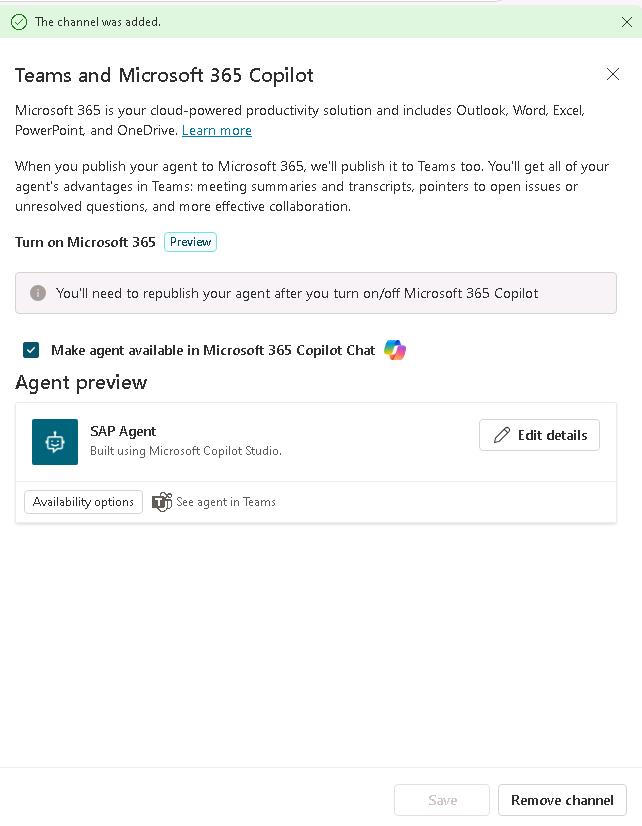 The channel was added.
Teams and Microsoft 365 Copilot
Microsoft 365 is your cloud-powered productivity solution and includes Outlook, Word, Excel,
PowerPoint, and OneDrive. Learn more
When you publish your agent to Microsoft 365, we'll publish it to Teams too. You'll get all of your
agent's advantages in Teams: meeting summaries and transcripts, pointers to open issues or
unresolved questions, and more effective collaboration.
Turn on Microsoft 365 Preview
You'll need to republish your agent after you turn on/off Microsoft 365 Copilot
Make agent available in Microsoft 365 Copilot Chat
Agent preview
SAP Agent
Built using Microsoft Copilot Studio.
Edit details
Availability options
See agent in Teams
Save
Remove channel